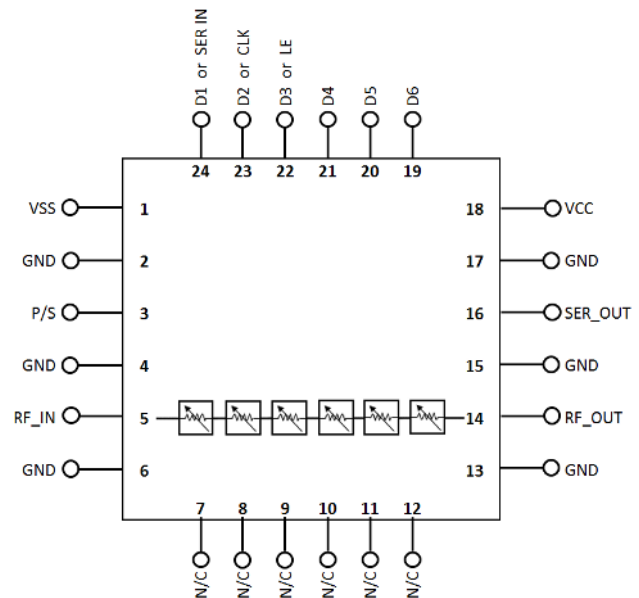 D1 or SER IN
D2 or CLK
D3 or LE
D4
D5
D6
24 23 22 21 20 19
VSS 1 18 VCC
GND 2 17 GND
P/S 3 16 SER_OUT
GND 4 15 GND
RF_IN 5 14 RF_OUT
GND 6 13 GND
7 8 9 10 11 12
N/C N/C N/C N/C N/C N/C